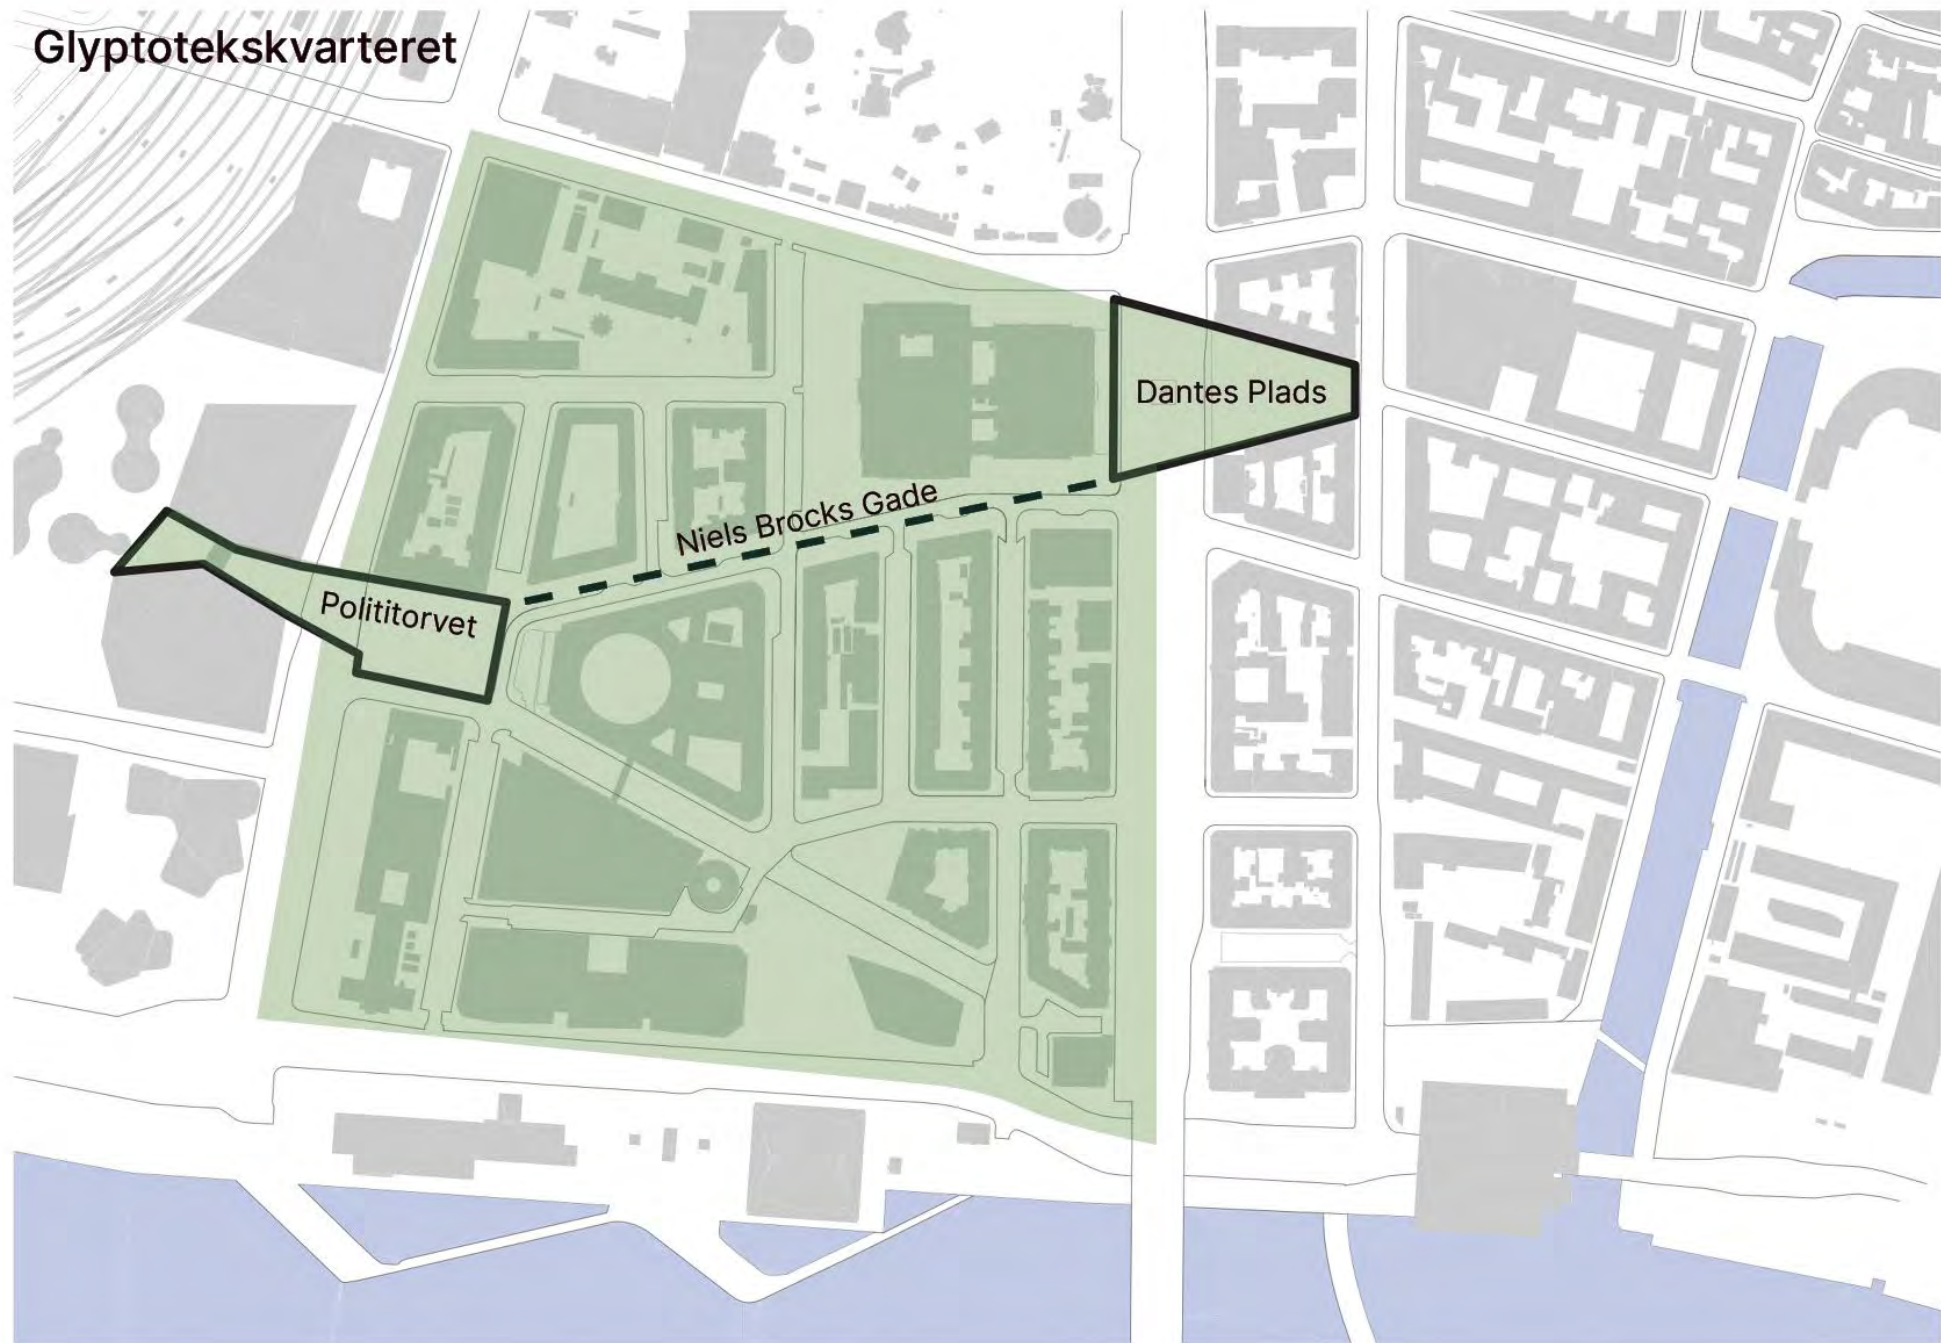 Glyptotekskvarteret
Dantes Plads
Niels Brocks Gade
Polititorvet